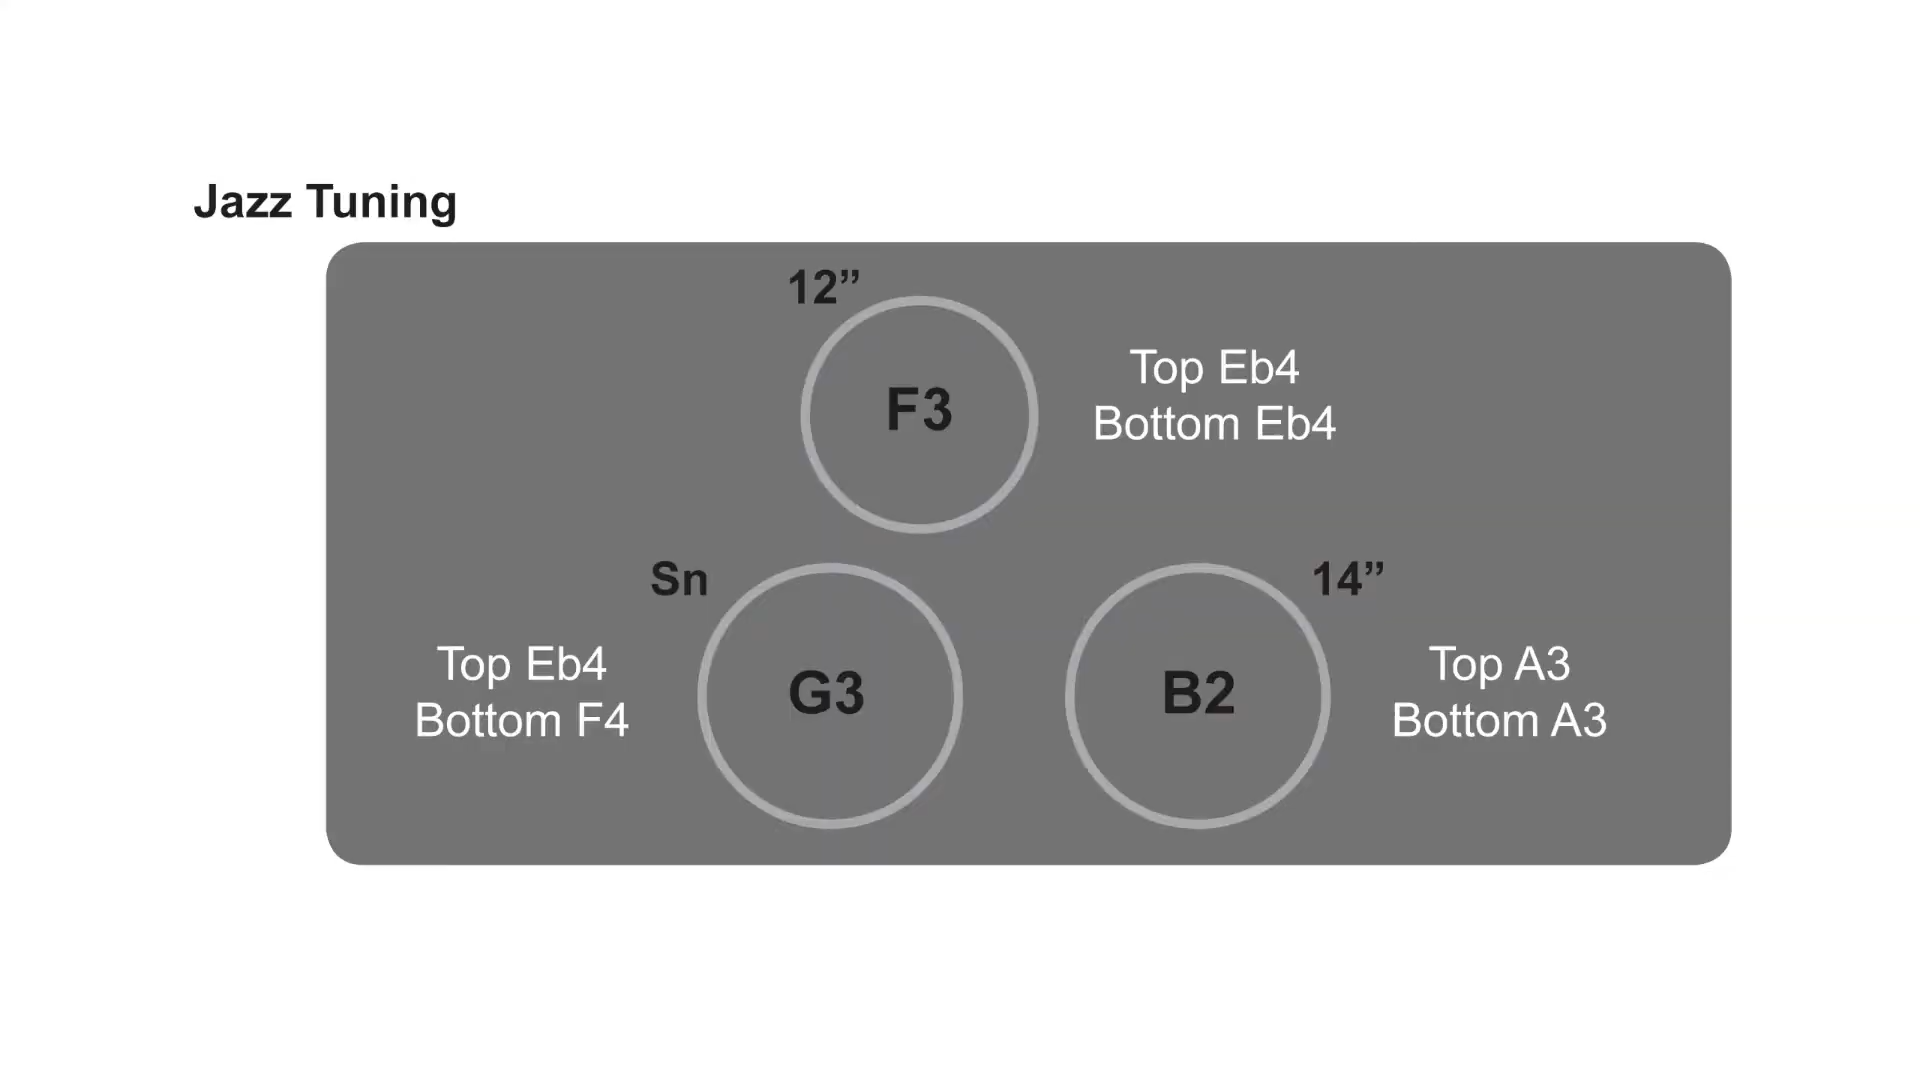 Jazz Tuning
12”
F3
Top Eb4
Bottom Eb4
Sn
G3
Top Eb4
Bottom F4
14”
B2
Top A3
Bottom A3